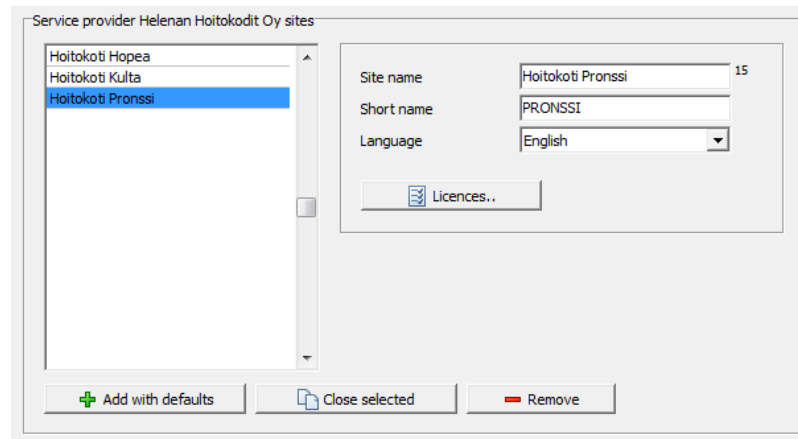 Service provider Helenan Hoitokodit Oy sites
Hoitokoti Hopea
Hoitokoti Kulta
Hoitokoti Pronssi
Site name Hoitokoti Pronssi 15
Short name PRONSSI
Language English
Licences..
Add with defaults Close selected Remove